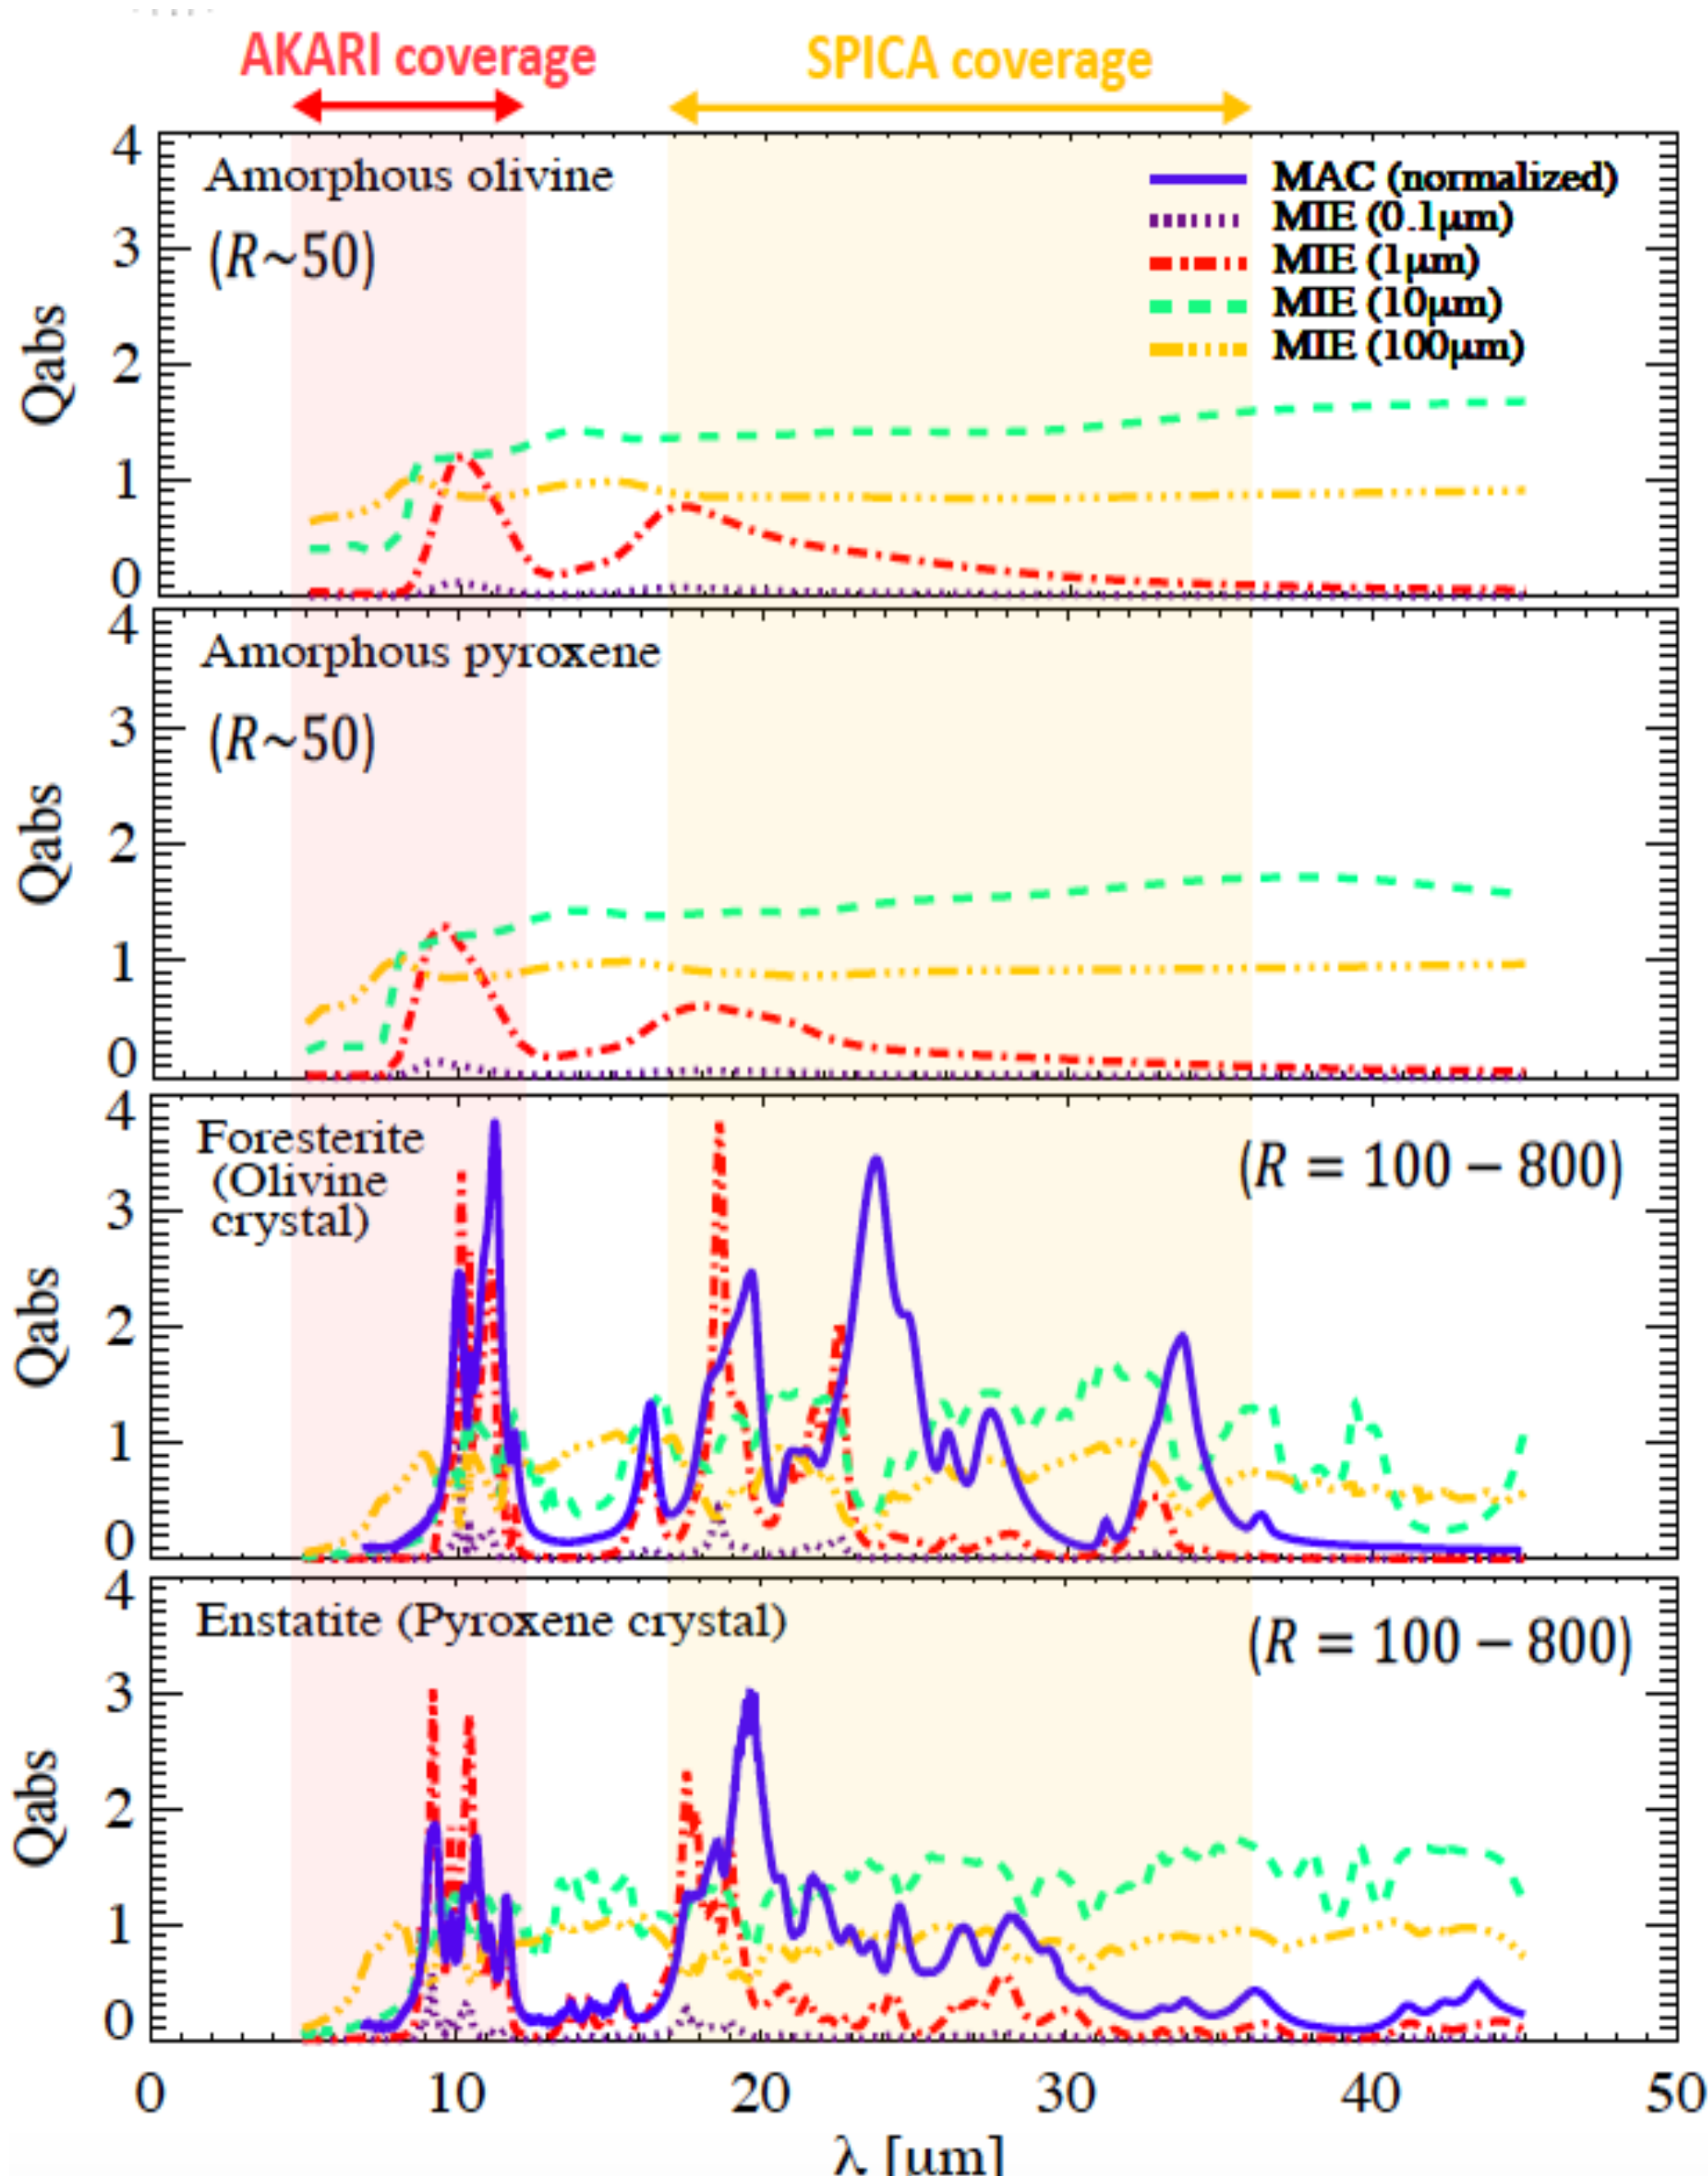 AKARI coverage
SPICA coverage
4
3
2
1
0
Qabs
Amorphous olivine
(R~50)
MAC (normalized)
MIE (0.1μm)
MIE (1μm)
MIE (10μm)
MIE (100μm)
4
3
2
1
0
Qabs
Amorphous pyroxene
(R~50)
4
3
2
1
0
Qabs
Foresterite
(Olivine
crystal)
(R = 100 – 800)
4
3
2
1
0
Qabs
Enstatite (Pyroxene crystal)
(R = 100 – 800)
0 10 20 30 40 50
λ [μm]